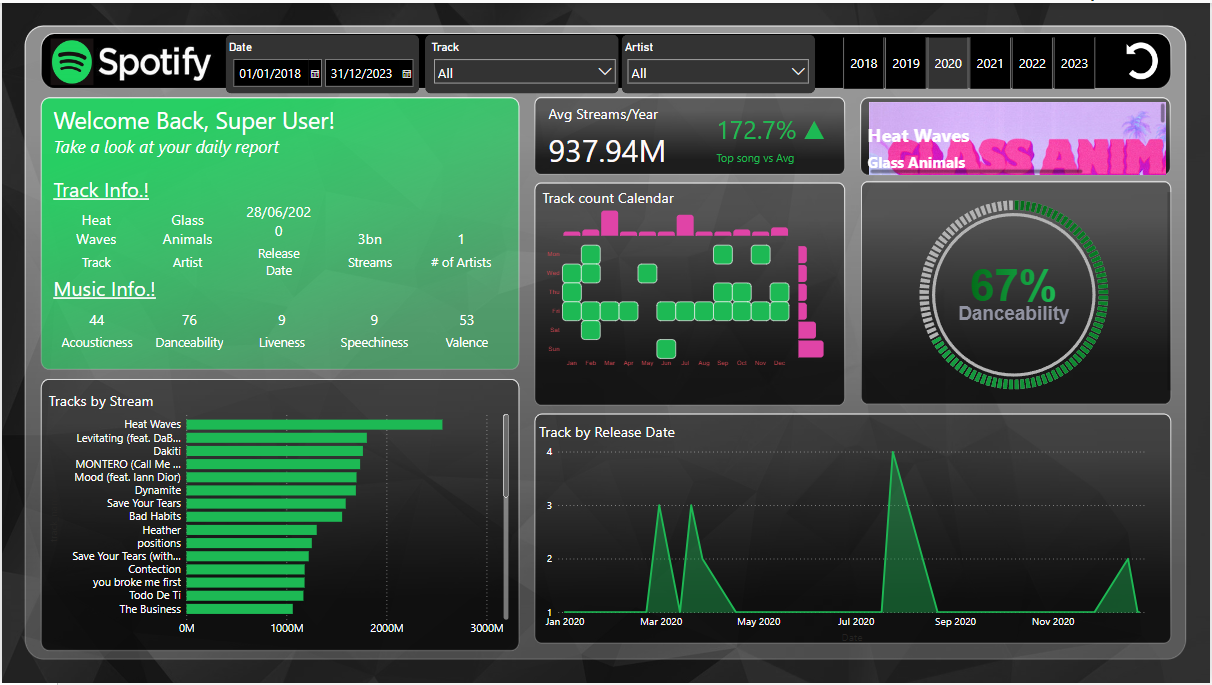 Spotify
Date
01/01/2018 31/12/2023
Track
All
Artist
All
2018 2019 2020 2021 2022 2023
Welcome Back, Super User!
Take a look at your daily report
Track Info.!
Heat
Waves
Track
Glass
Animals
Artist
28/06/202
0
Release
Date
3bn
Streams
1
# of Artists
Music Info.!
44
Acousticness
76
Danceability
9
Liveness
9
Speechiness
53
Valence
Avg Streams/Year
937.94M
172.7% ▲
Top song vs Avg
Heat Waves
Glass Animals
GLASS ANIM
Track count Calendar
Mon
Wed
Thu
Fri
Sat
Sun
Jan Feb Mar Apr May Jun Jul Aug Sep Oct Nov Dec
67%
Danceability
Tracks by Stream
Heat Waves
Levitating (feat. DaB...
Dakiti
MONTERO (Call Me ...
Mood (feat. Iann Dior)
Dynamite
Save Your Tears
Bad Habits
Heather
positions
Save Your Tears (with...
Contection
you broke me first
Todo De Ti
The Business
0M 1000M 2000M 3000M
Track by Release Date
4
3
2
1
Jan 2020 Mar 2020 May 2020 Jul 2020 Sep 2020 Nov 2020
Date